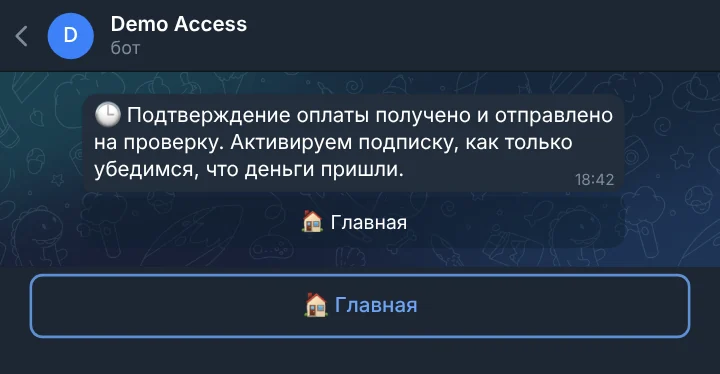 D
Demo Access
бот
🕒 Подтверждение оплаты получено и отправлено
на проверку. Активируем подписку, как только
убедимся, что деньги пришли.
18:42
🏠 Главная
🏠 Главная